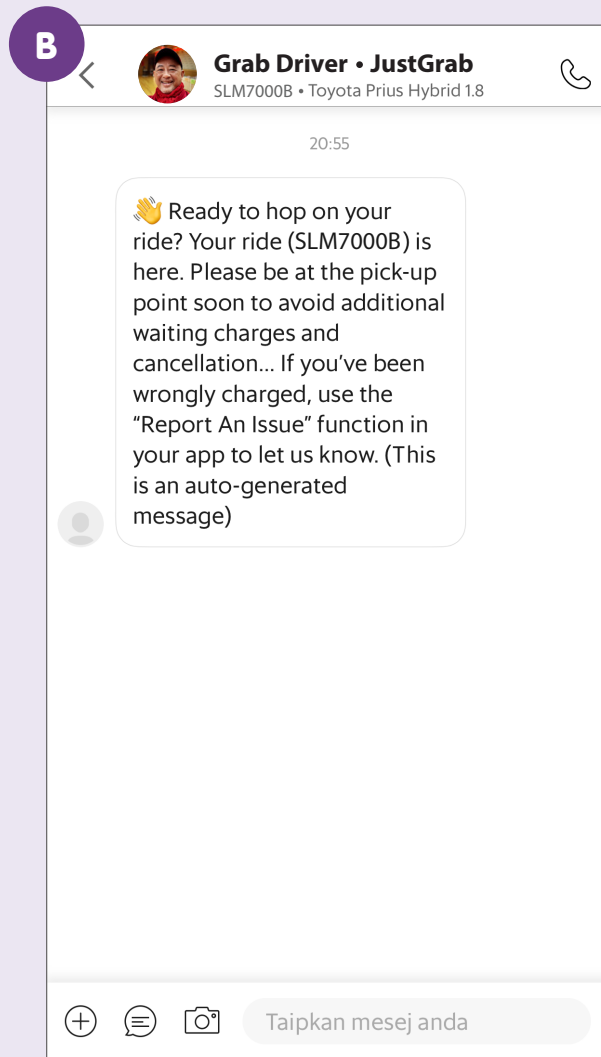 B
Grab Driver • JustGrab
SLM7000B • Toyota Prius Hybrid 1.8
20:55
👋 Ready to hop on your
ride? Your ride (SLM7000B) is
here. Please be at the pick-up
point soon to avoid additional
waiting charges and
cancellation... If you’ve been
wrongly charged, use the
“Report An Issue” function in
your app to let us know. (This
is an auto-generated
message)
Taipkan mesej anda